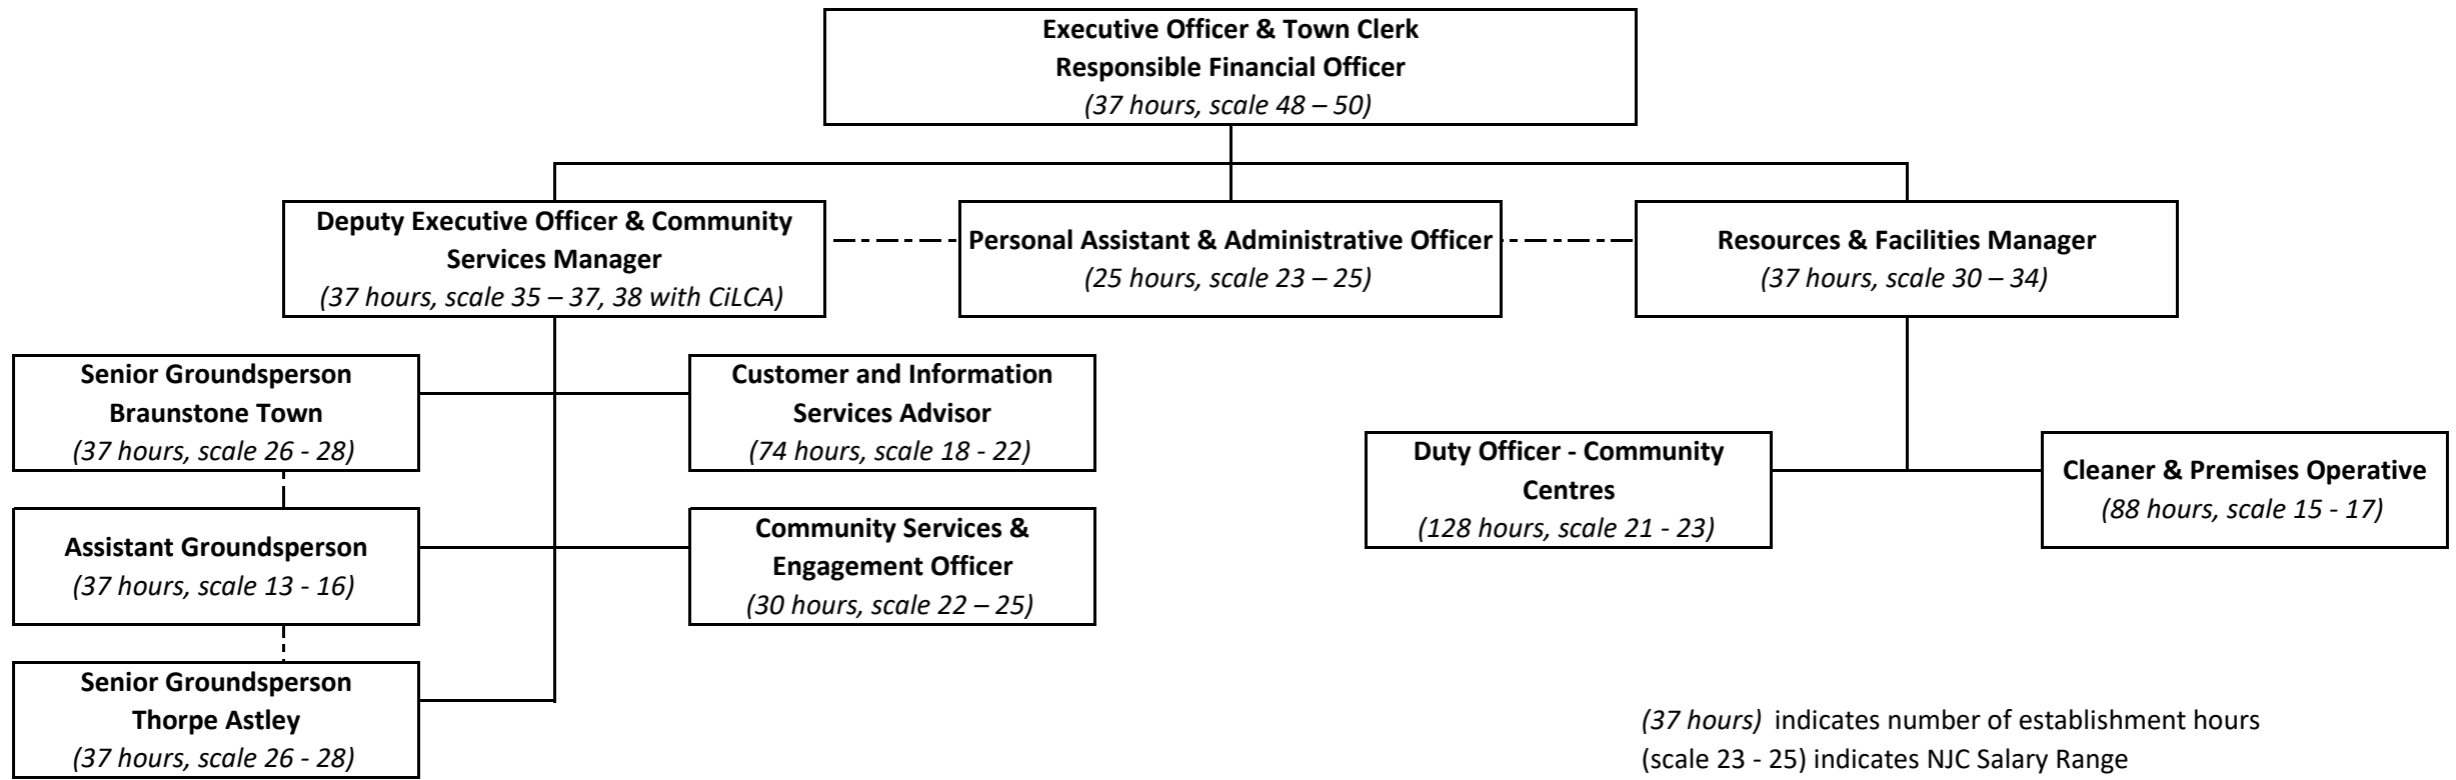 Executive Officer & Town Clerk
Responsible Financial Officer
(37 hours, scale 48 – 50)
Deputy Executive Officer & Community
Services Manager
(37 hours, scale 35 – 37, 38 with CiLCA)
Personal Assistant & Administrative Officer
(25 hours, scale 23 – 25)
Resources & Facilities Manager
(37 hours, scale 30 – 34)
Senior Groundsperson
Braunstone Town
(37 hours, scale 26 - 28)
Customer and Information
Services Advisor
(74 hours, scale 18 - 22)
Duty Officer - Community
Centres
(128 hours, scale 21 - 23)
Cleaner & Premises Operative
(88 hours, scale 15 - 17)
Assistant Groundsperson
(37 hours, scale 13 - 16)
Community Services &
Engagement Officer
(30 hours, scale 22 – 25)
Senior Groundsperson
Thorpe Astley
(37 hours, scale 26 - 28)
(37 hours) indicates number of establishment hours
(scale 23 - 25) indicates NJC Salary Range